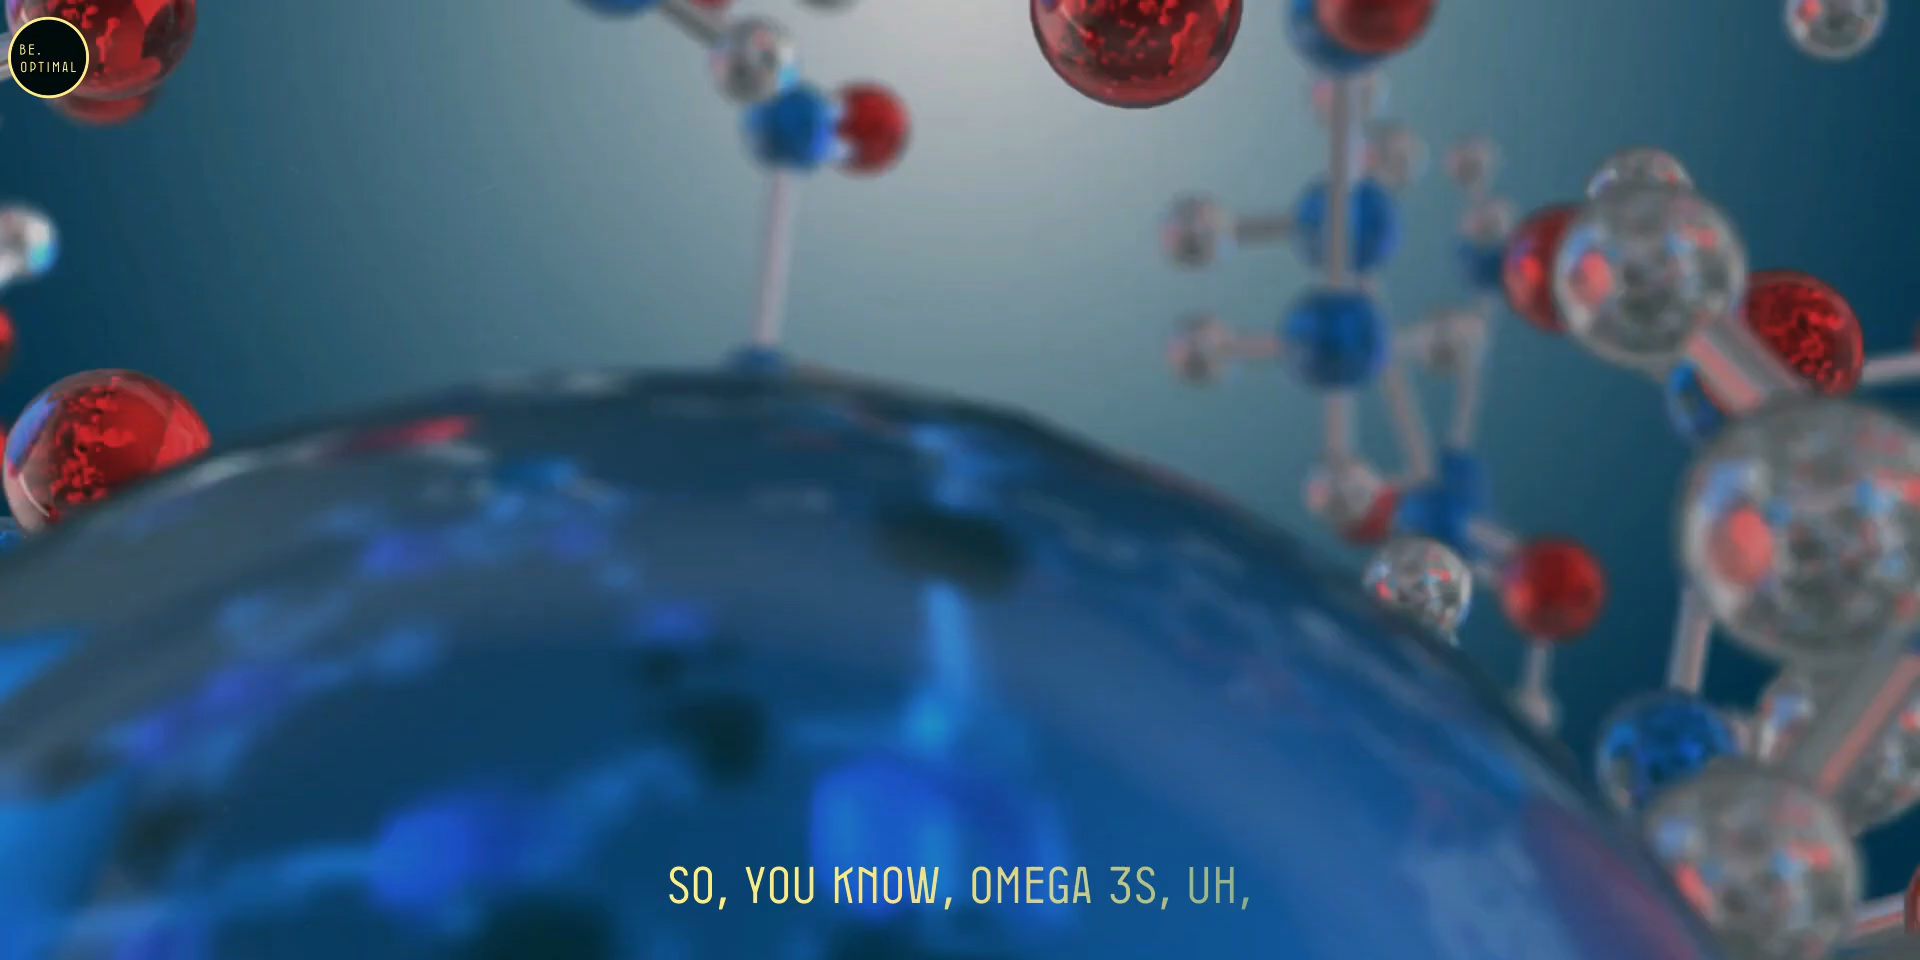 BE.
OPTIMAL
SO, YOU KNOW, OMEGA 3S, UH,